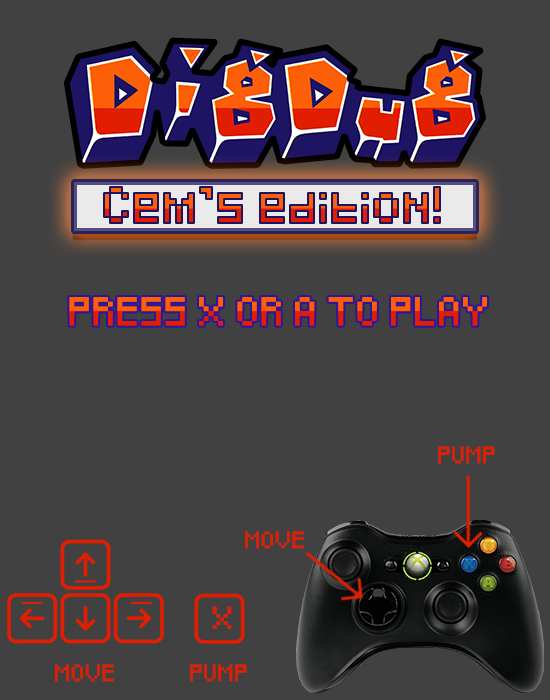 DigDug
Cem's edition!
PRESS X OR A TO PLAY
PUMP
MOVE
X
Y
X
B
A
MOVE
PUMP